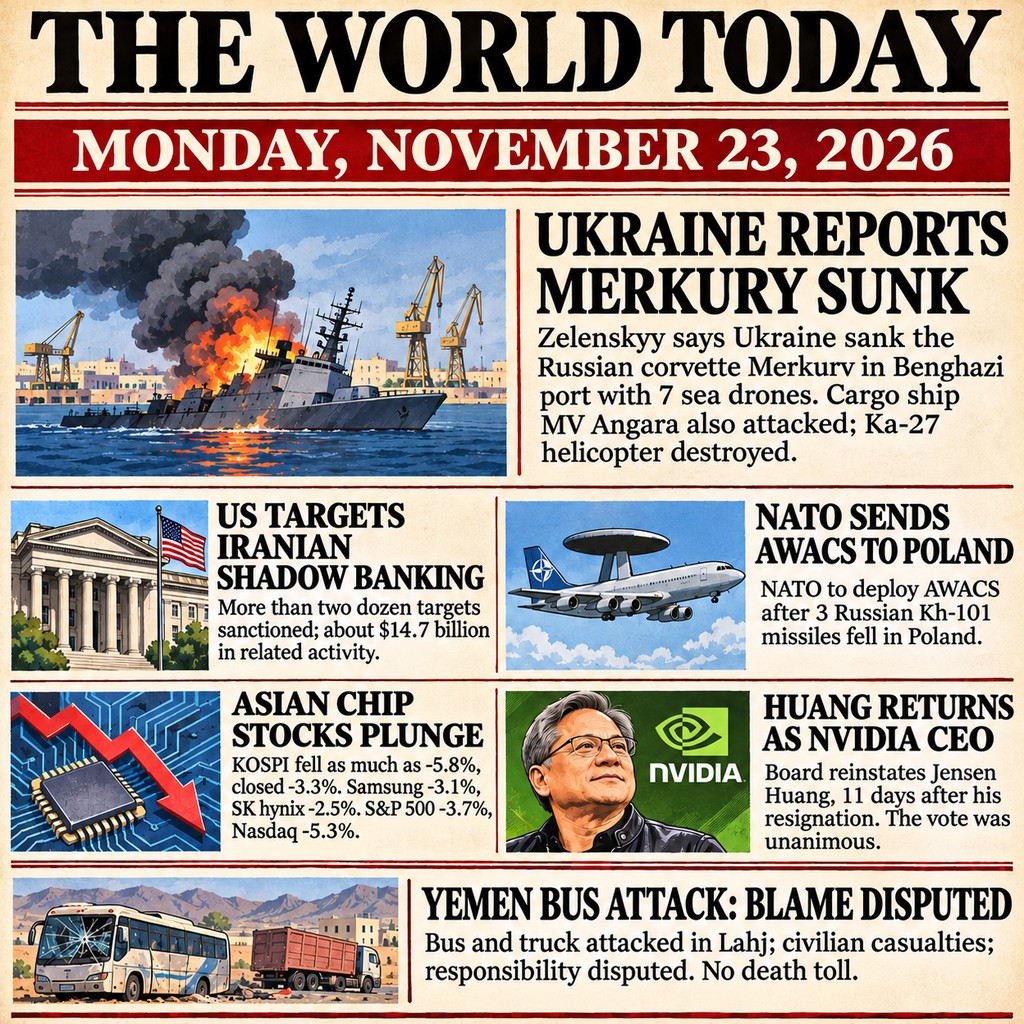 THE WORLD TODAY
MONDAY, NOVEMBER 23, 2026
UKRAINE REPORTS
MERKURY SUNK
Zelenskyy says Ukraine sank the
Russian corvette Merkurv in Benghazi
port with 7 sea drones. Cargo ship
MV Angara also attacked; Ka-27
helicopter destroyed.
US TARGETS
IRANIAN
SHADOW BANKING
More than two dozen targets
sanctioned; about $14.7 billion
in related activity.
NATO SENDS
AWACS TO POLAND
NATO to deploy AWACS
after 3 Russian Kh-101
missiles fell in Poland.
ASIAN CHIP
STOCKS PLUNGE
KOSPI fell as much as -5.8%,
closed -3.3%. Samsung -3.1%,
SK hynix -2.5%. S&P 500 -3.7%,
Nasdaq -5.3%.
NVIDIA
HUANG RETURNS
AS NVIDIA CEO
Board reinstates Jensen
Huang, 11 days after his
resignation. The vote was
unanimous.
YEMEN BUS ATTACK: BLAME DISPUTED
Bus and truck attacked in Lahj; civilian casualties;
responsibility disputed. No death toll.